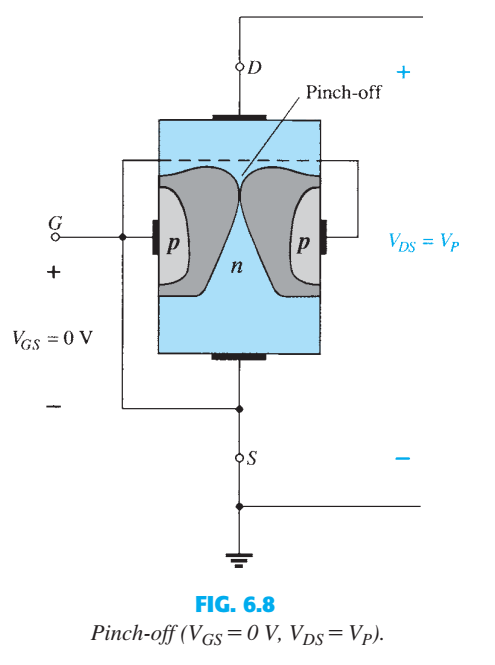 D
+
Pinch-off
G
p
p
n
V_DS = V_P
+
V_GS = 0 V
–
S
–
FIG. 6.8
Pinch-off (V_GS = 0 V, V_DS = V_P).